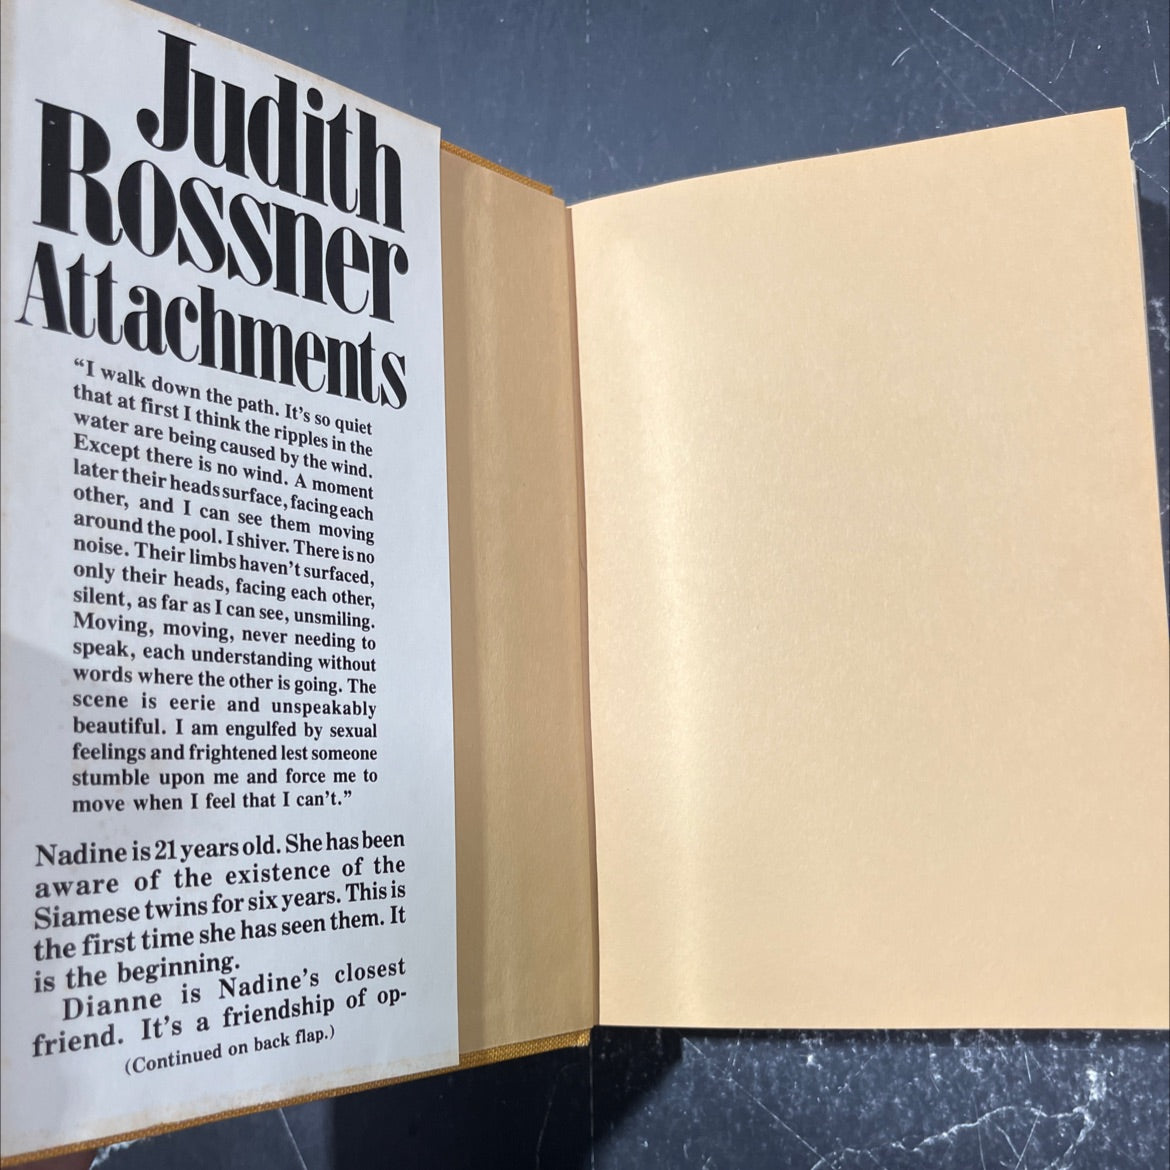 Judith
Rossner
Attachments
“I walk down the path. It’s so quiet
that at first I think the ripples in the
water are being caused by the wind.
Except there is no wind. A moment
later their heads surface, facing each
other, and I can see them moving
around the pool. I shiver. There is no
noise. Their limbs haven’t surfaced,
only their heads, facing each other,
silent, as far as I can see, unsmiling.
Moving, moving, never needing to
speak, each understanding without
words where the other is going. The
scene is eerie and unspeakably
beautiful. I am engulfed by sexual
feelings and frightened lest someone
stumble upon me and force me to
move when I feel that I can’t.”
Nadine is 21 years old. She has been
aware of the existence of the
Siamese twins for six years. This is
the first time she has seen them. It
is the beginning.
Dianne is Nadine’s closest
friend. It’s a friendship of op-
(Continued on back flap.)